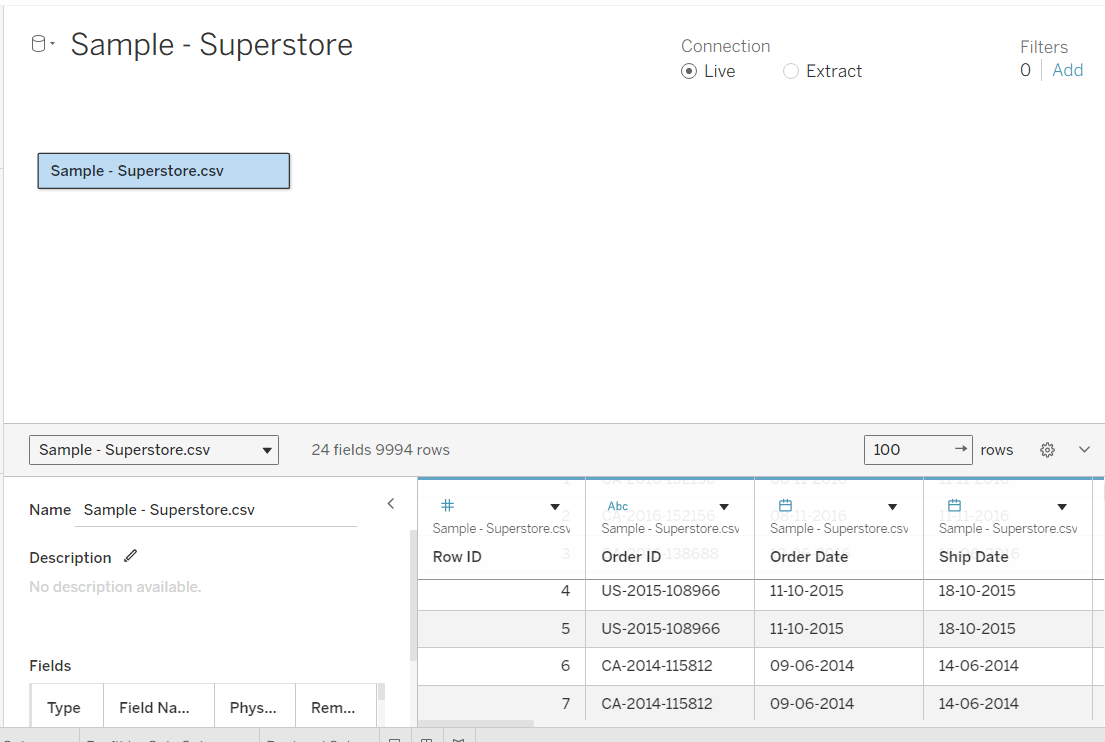 Sample - Superstore
Connection
Live
Extract
Filters
0
Add
Sample - Superstore.csv
Sample - Superstore.csv
24 fields 9994 rows
100
rows
Name
Sample - Superstore.csv
Description
No description available.
Fields
Type
Field Na...
Phys...
Rem...
#
Abc
Sample - Superstore.csv
Sample - Superstore.csv
Sample - Superstore.csv
Sample - Superstore.csv
Row ID
Order ID
Order Date
Ship Date
4 US-2015-108966 11-10-2015 18-10-2015
5 US-2015-108966 11-10-2015 18-10-2015
6 CA-2014-115812 09-06-2014 14-06-2014
7 CA-2014-115812 09-06-2014 14-06-2014